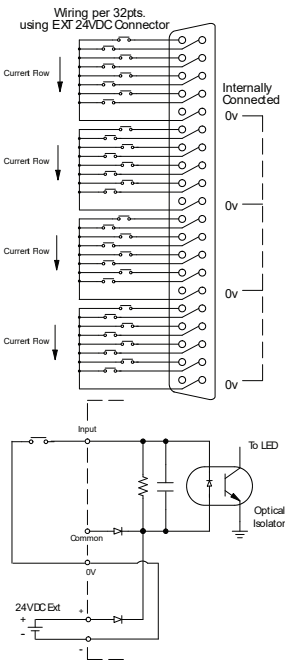 Wiring per 32pts.
using EXT 24VDC Connector
Current Flow
Internally
Connected
0v
Current Flow
0v
Current Flow
0v
Current Flow
0v
Input
To LED
Optical
Isolator
Common
0V
24VDC Ext
+
+
-
-